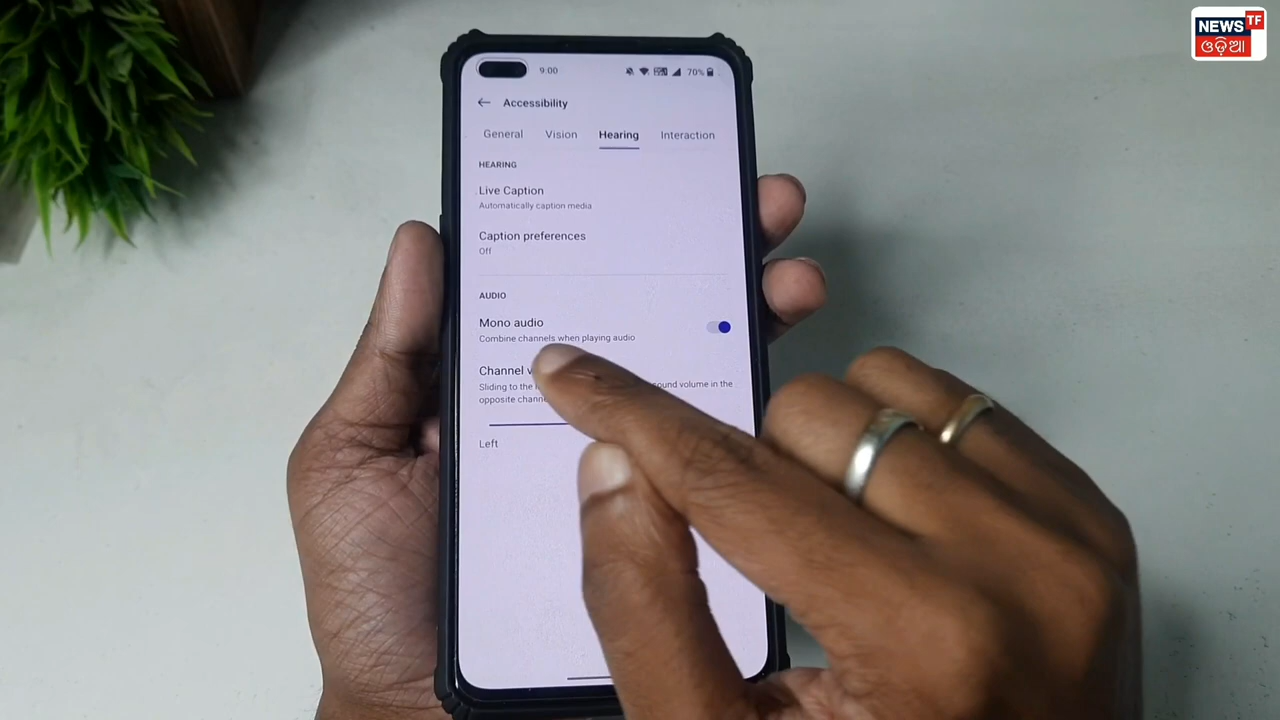 NEWS TF
ଓଡ଼ିଆ
9:00
70%
Accessibility
General Vision Hearing Interaction
HEARING
Live Caption
Automatically caption media
Caption preferences
Off
AUDIO
Mono audio
Combine channels when playing audio
Channel
Sliding to the sound volume in the
opposite
Left